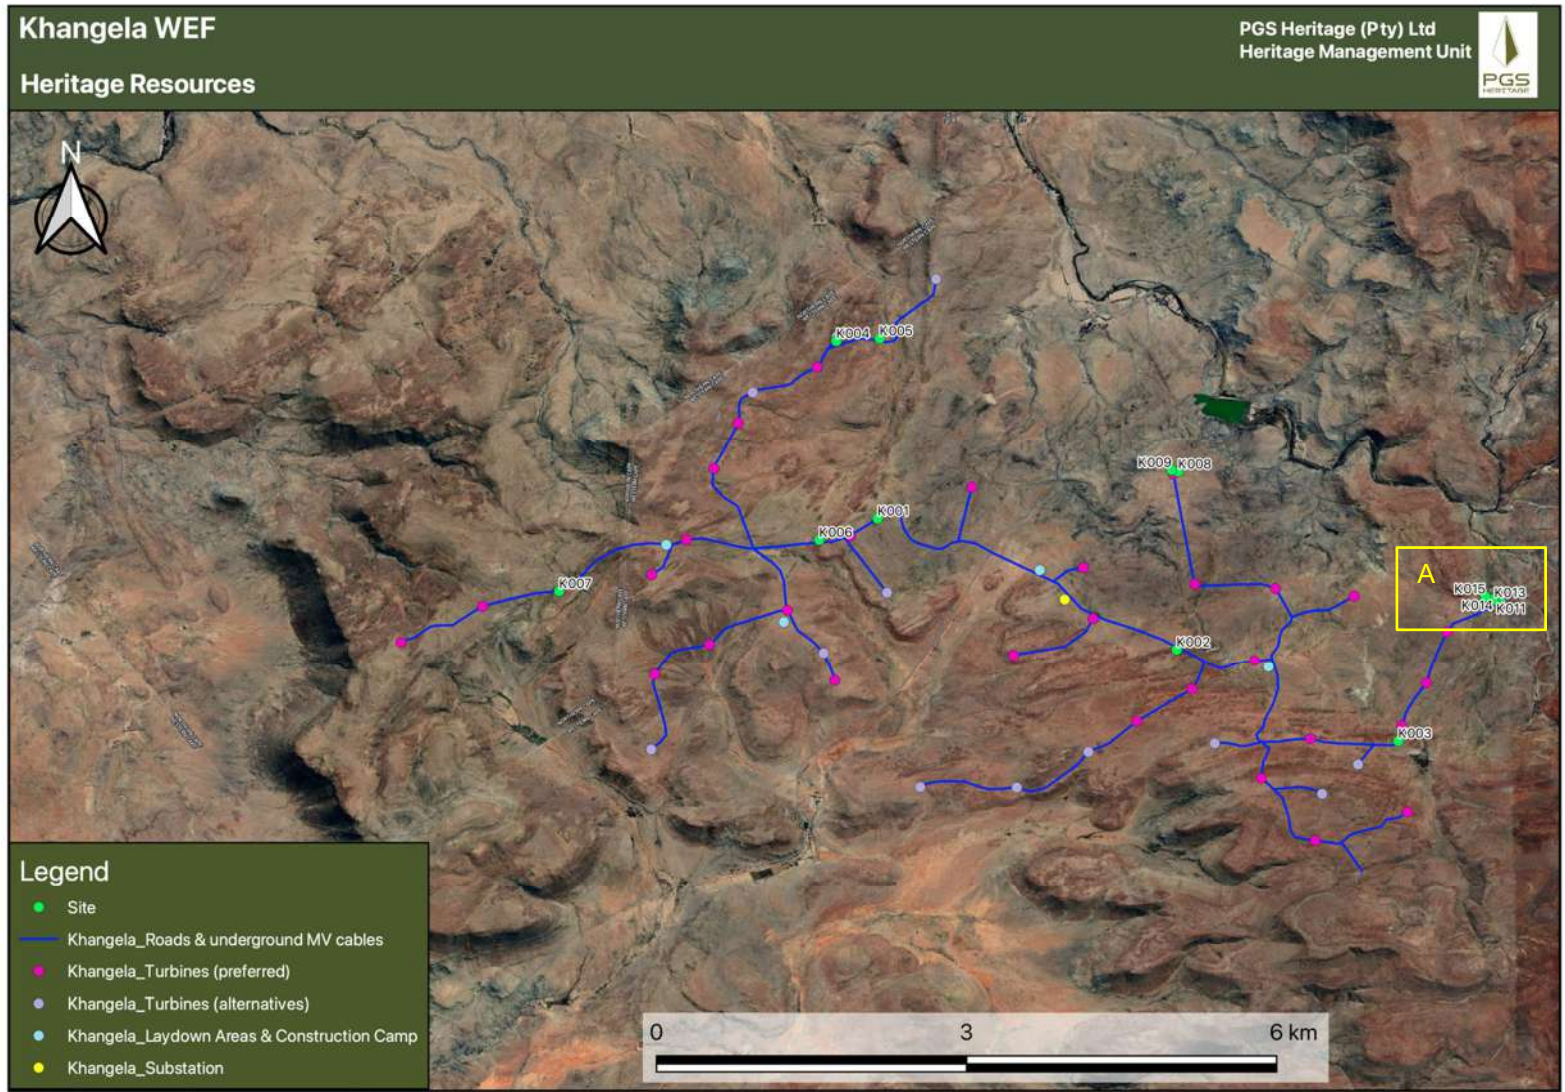 Khangela WEF
Heritage Resources
PGS Heritage (Pty) Ltd
Heritage Management Unit
PGS
HERITAGE
N
K004
K005
K009
K008
K001
K006
K007
A
K015
K013
K014
K011
K002
K003
Legend
Site
Khangela_Roads & underground MV cables
Khangela_Turbines (preferred)
Khangela_Turbines (alternatives)
Khangela_Laydown Areas & Construction Camp
Khangela_Substation
0 3 6 km